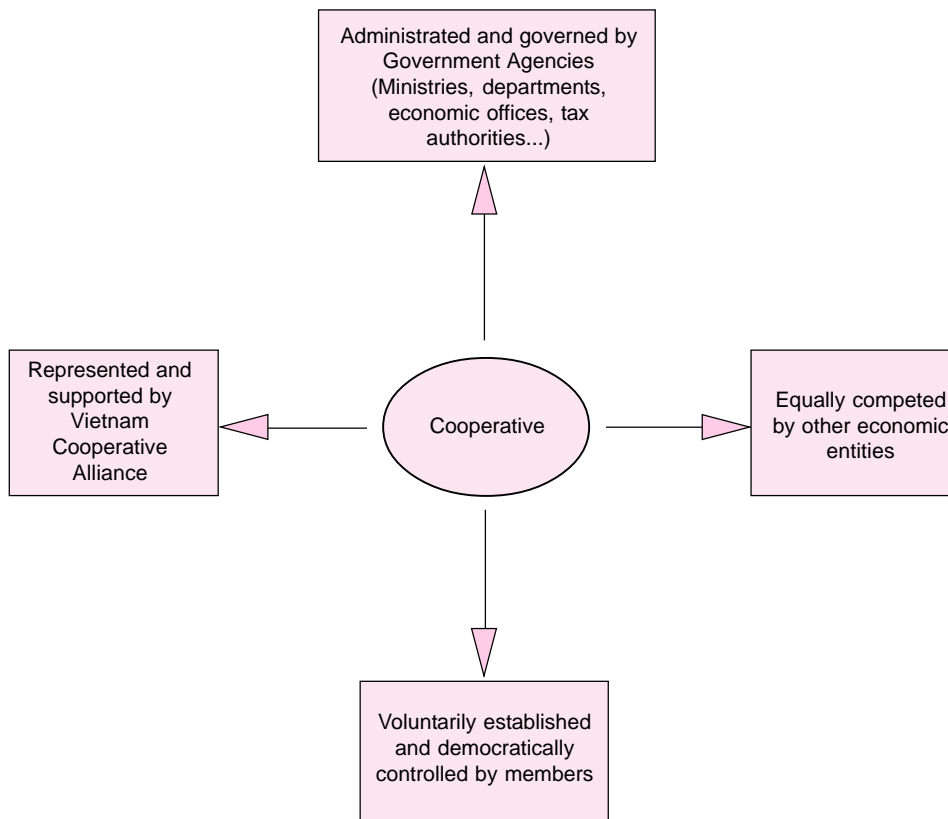 Administrated and governed by
Government Agencies
(Ministries, departments,
economic offices, tax
authorities...)
Represented and
supported by
Vietnam
Cooperative
Alliance
Cooperative
Equally competed
by other economic
entities
Voluntarily established
and democratically
controlled by members